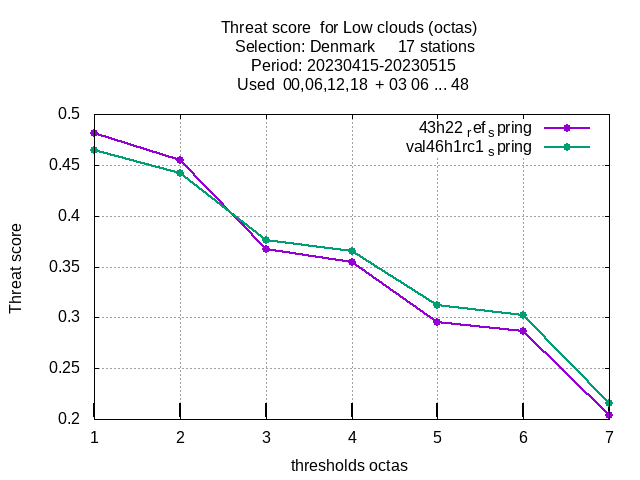 Threat score  for Low clouds (octas)
Selection: Denmark     17 stations
Period: 20230415-20230515
Used  00,06,12,18  + 03 06 ... 48
0.5
43h22 ref spring
val46h1rc1 spring
0.45
0.4
0.35
0.3
0.25
0.2
Threat score
1 2 3 4 5 6 7
thresholds octas